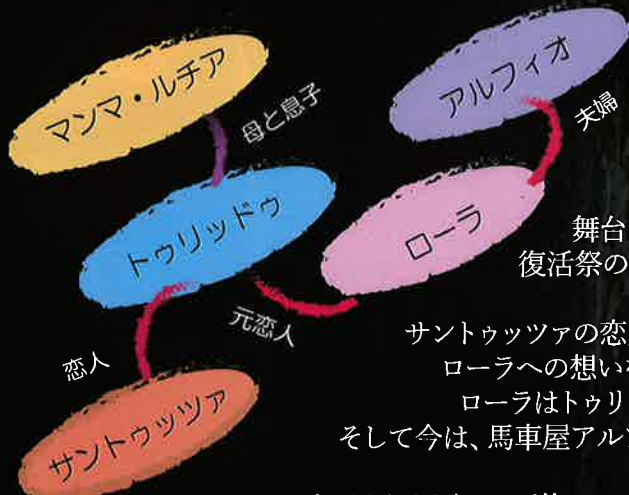 マンマ・ルチア
アルフィオ
母と息子
夫婦
トゥリッドゥ
ローラ
元恋人
恋人
サントゥッツァ
舞台
復活祭の
サントゥッツァの恋
ローラへの想い
ローラはトゥリ
そして今は、馬車屋アル